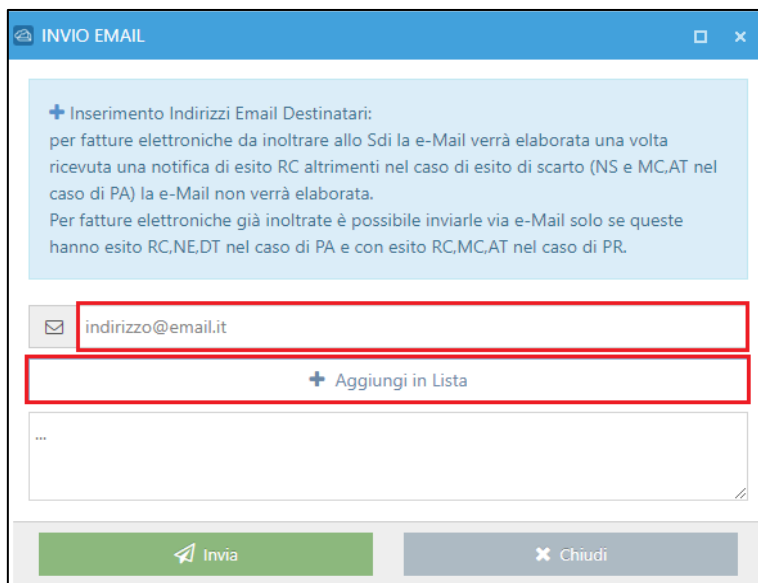 INVIO EMAIL
Inserimento Indirizzi Email Destinatari:
per fatture elettroniche da inoltrare allo Sdi la e-Mail verrà elaborata una volta
ricevuta una notifica di esito RC altrimenti nel caso di esito di scarto (NS e MC,AT nel
caso di PA) la e-Mail non verrà elaborata.
Per fatture elettroniche già inoltrate è possibile inviarle via e-Mail solo se queste
hanno esito RC,NE,DT nel caso di PA e con esito RC,MC,AT nel caso di PR.
indirizzo@email.it
Aggiungi in Lista
...
Invia
Chiudi